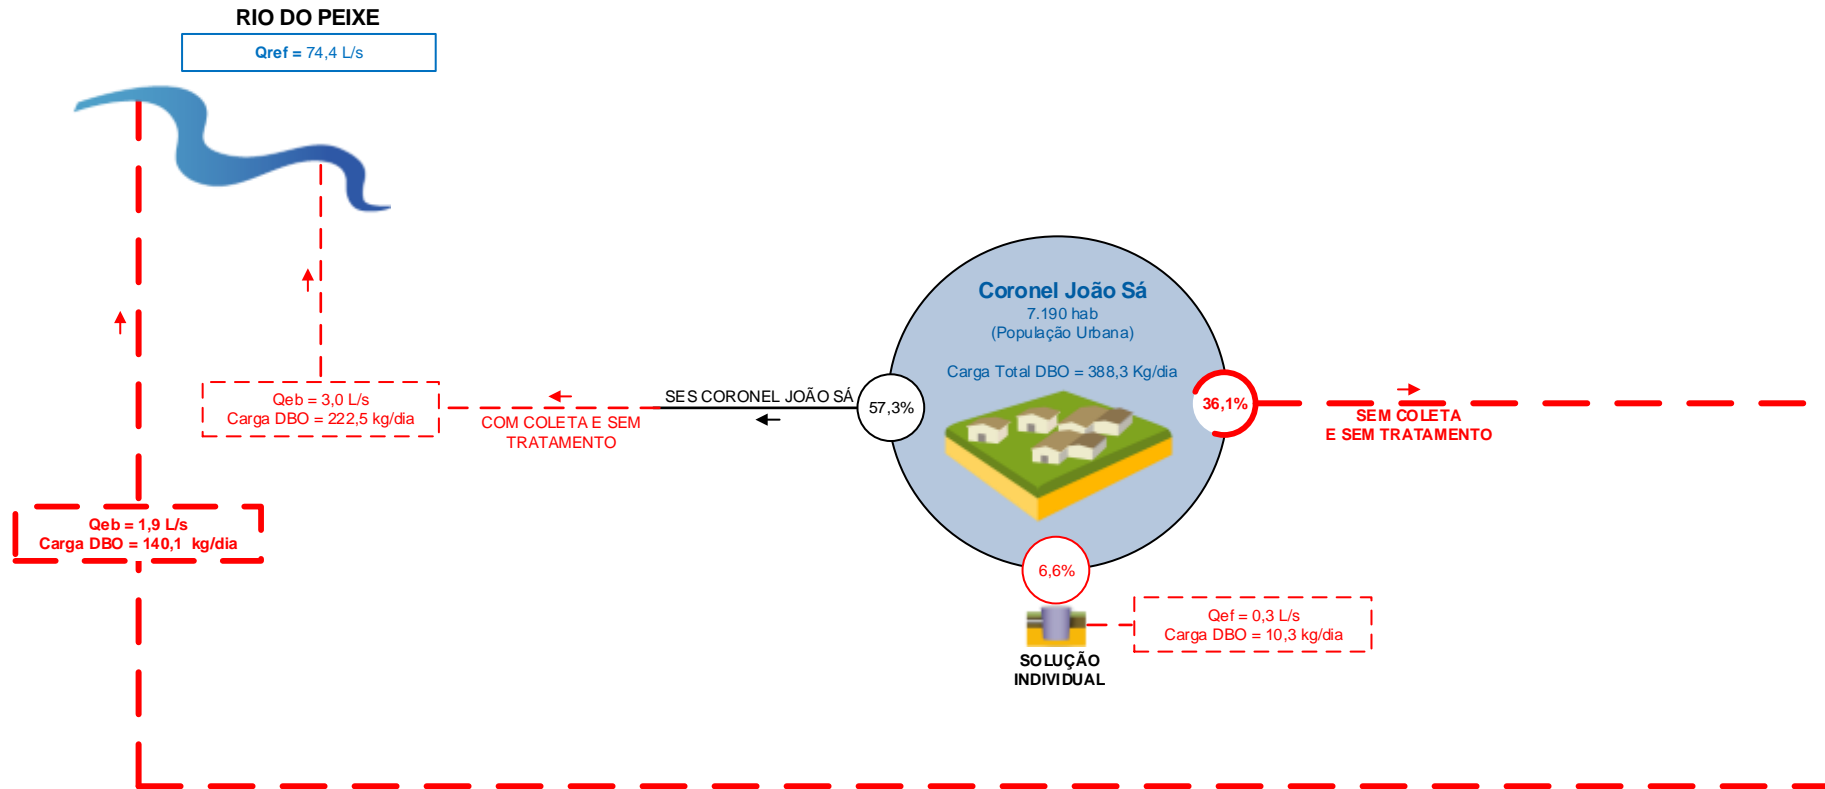 RIO DO PEIXE
Qref = 74,4 L/s
Coronel João Sá
7.190 hab
(População Urbana)
Carga Total DBO = 388,3 Kg/dia
Qeb = 3,0 L/s
Carga DBO = 222,5 kg/dia
SES CORONEL JOÃO SÁ
57,3%
COM COLETA E SEM
TRATAMENTO
36,1%
SEM COLETA
E SEM TRATAMENTO
Qeb = 1,9 L/s
Carga DBO = 140,1 kg/dia
6,6%
Qef = 0,3 L/s
Carga DBO = 10,3 kg/dia
SOLUÇÃO
INDIVIDUAL